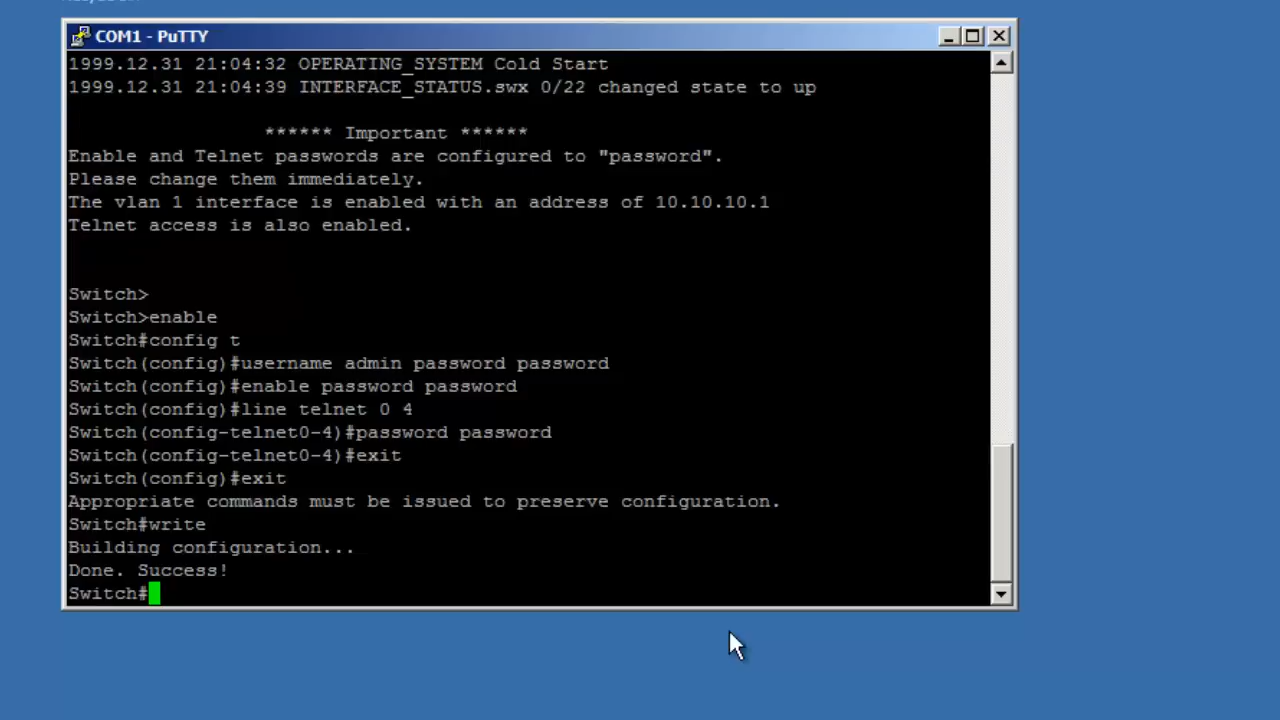 COM1 - PuTTY
1999.12.31 21:04:32 OPERATING_SYSTEM Cold Start
1999.12.31 21:04:39 INTERFACE_STATUS.swx 0/22 changed state to up
****** Important ******
Enable and Telnet passwords are configured to "password".
Please change them immediately.
The vlan 1 interface is enabled with an address of 10.10.10.1
Telnet access is also enabled.
Switch>
Switch>enable
Switch#config t
Switch(config)#username admin password password
Switch(config)#enable password password
Switch(config)#line telnet 0 4
Switch(config-telnet0-4)#password password
Switch(config-telnet0-4)#exit
Switch(config)#exit
Appropriate commands must be issued to preserve configuration.
Switch#write
Building configuration...
Done. Success!
Switch#